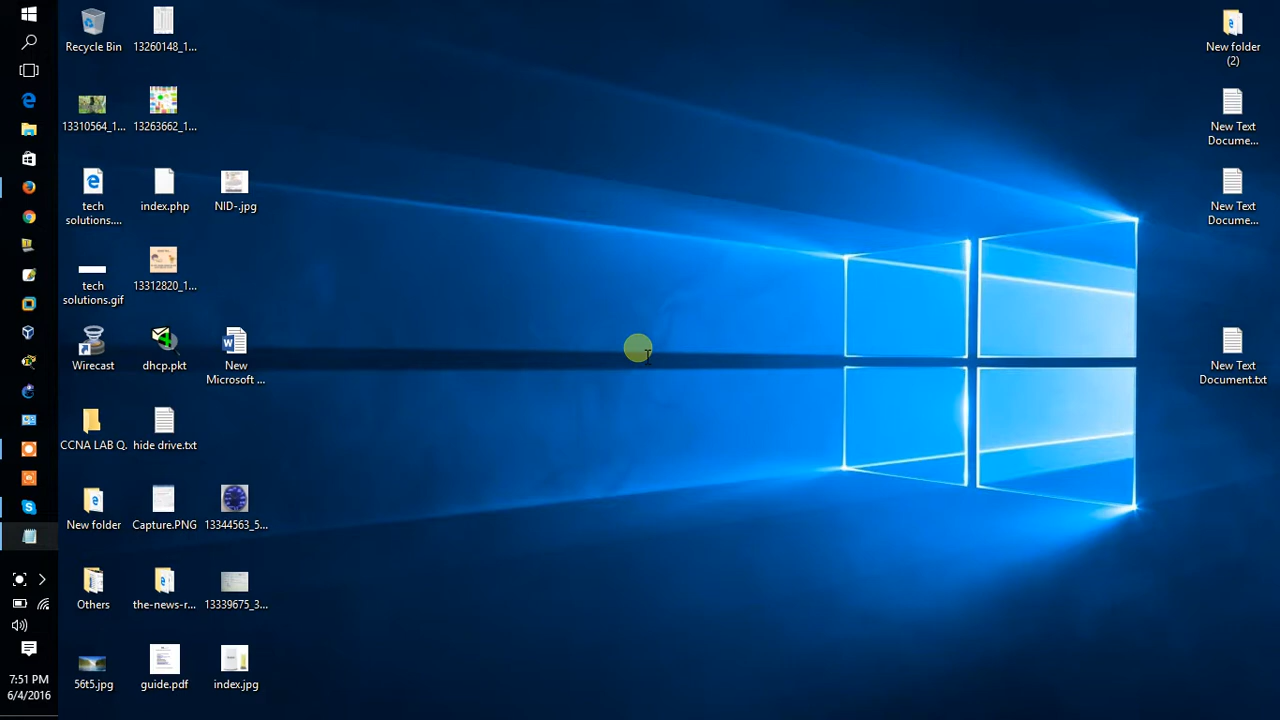 Recycle Bin
13260148_1...
New folder
(2)
13310564_1...
13263662_1...
New Text
Docume...
tech
solutions....
index.php
NID-.jpg
New Text
Docume...
tech
solutions.gif
13312820_1...
Wirecast
dhcp.pkt
New
Microsoft ...
New Text
Document.txt
CCNA LAB Q.
hide drive.txt
New folder
Capture.PNG
13344563_5...
Others
the-news-r...
13339675_3...
56t5.jpg
guide.pdf
index.jpg
7:51 PM
6/4/2016